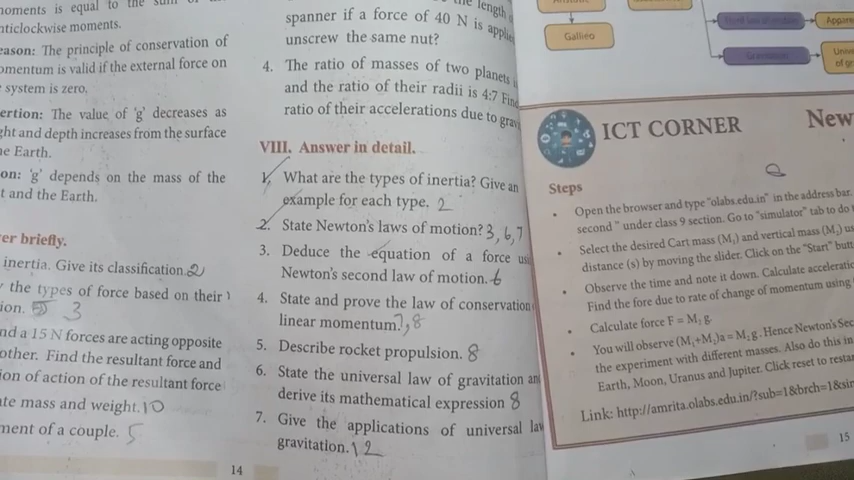 moments is equal to the sum of
nticlockwise moments.
eason: The principle of conservation of
omentum is valid if the external force on
system is zero.
ertion: The value of 'g' decreases as
ght and depth increases from the surface
e Earth.
on: 'g' depends on the mass of the
t and the Earth.
er briefly.
inertia. Give its classification. 2
the types of force based on their
ion. 3
nd a 15 N forces are acting opposite
other. Find the resultant force and
ion of action of the resultant force
te mass and weight. 10
ment of a couple. 5
14
the length
spanner if a force of 40 N is applie
unscrew the same nut?
4. The ratio of masses of two planets
and the ratio of their radii is 4:7 Find
ratio of their accelerations due to grav
VIII. Answer in detail.
1. What are the types of inertia? Give an
example for each type. 2
2. State Newton's laws of motion? 3, 6, 7
3. Deduce the equation of a force usi
Newton's second law of motion. 6
4. State and prove the law of conservation
linear momentum. 7, 8
5. Describe rocket propulsion. 8
6. State the universal law of gravitation and
derive its mathematical expression 8
7. Give the applications of universal law
gravitation. 12
Galileo
Appare
Unive
of gr
ICT CORNER
New
Steps
• Open the browser and type "olabs.edu.in" in the address bar.
second" under class 9 section. Go to "simulator" tab to do t
• Select the desired Cart mass (M₁) and vertical mass (M₂) us
distance (s) by moving the slider. Click on the "Start" butt
• Observe the time and note it down. Calculate acceleratio
Find the fore due to rate of change of momentum using
• Calculate force F = M₂ g.
• You will observe (M₁+M₂)a = M₂ g. Hence Newton's Sec
the experiment with different masses. Also do this in
Earth, Moon, Uranus and Jupiter. Click reset to restar
Link: http://amrita.olabs.edu.in/?sub=1&brch=1&sim
15